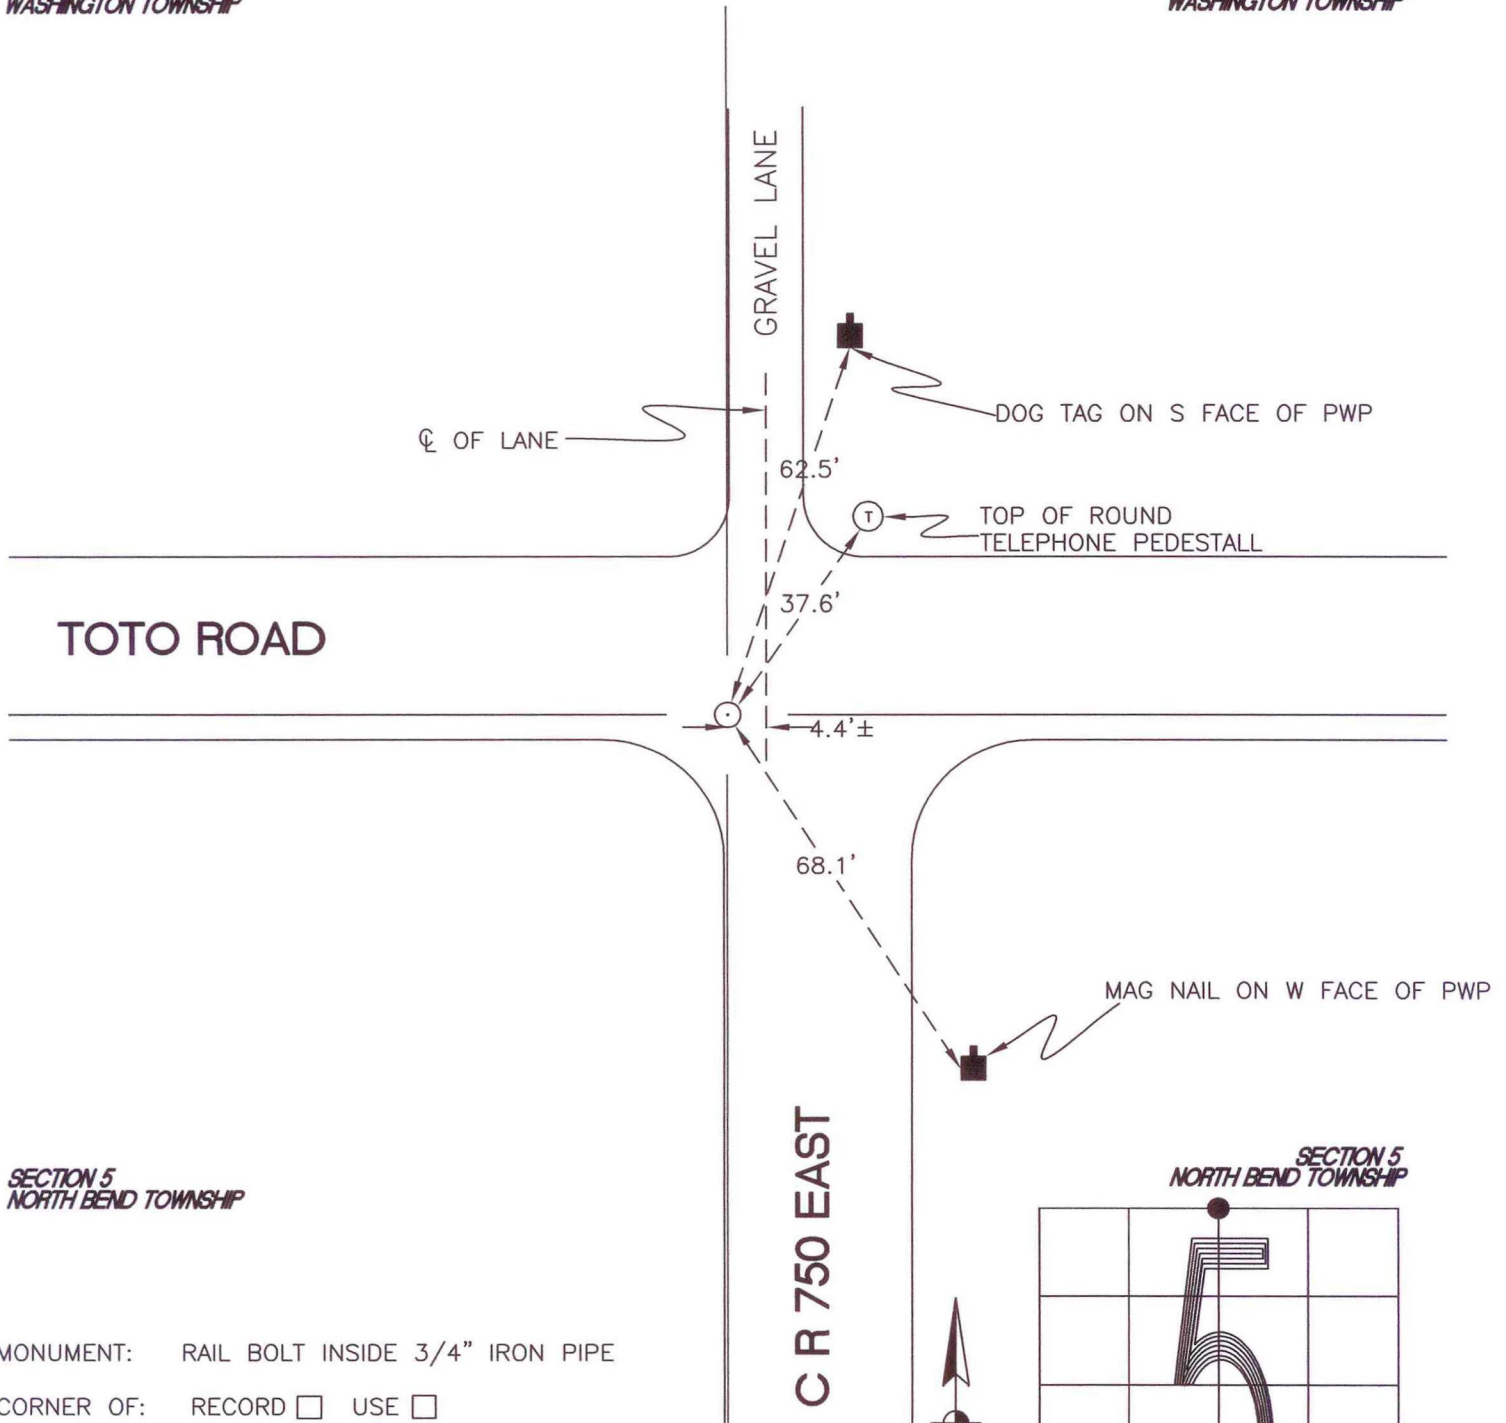 WASHINGTON TOWNSHIP
WASHINGTON TOWNSHIP
GRAVEL LANE
DOG TAG ON S FACE OF PWP
℄ OF LANE
62.5'
T
TOP OF ROUND
TELEPHONE PEDESTALL
37.6'
TOTO ROAD
4.4'±
68.1'
MAG NAIL ON W FACE OF PWP
C R 750 EAST
SECTION 5
NORTH BEND TOWNSHIP
SECTION 5
NORTH BEND TOWNSHIP
5
MONUMENT: RAIL BOLT INSIDE 3/4" IRON PIPE
CORNER OF: RECORD □ USE □